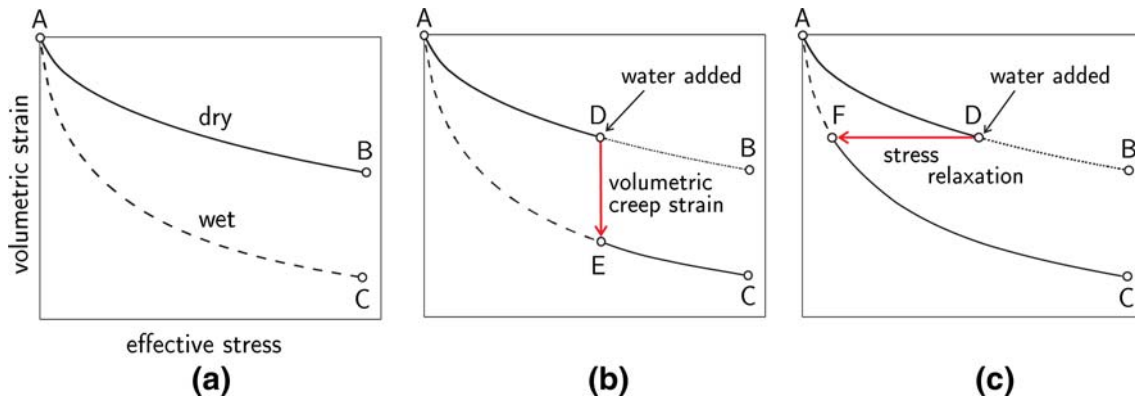 A
dry
B
wet
C
volumetric strain
effective stress
(a)
A
water added
D
B
volumetric
creep strain
E
C
(b)
A
water added
F
D
B
stress
relaxation
C
(c)